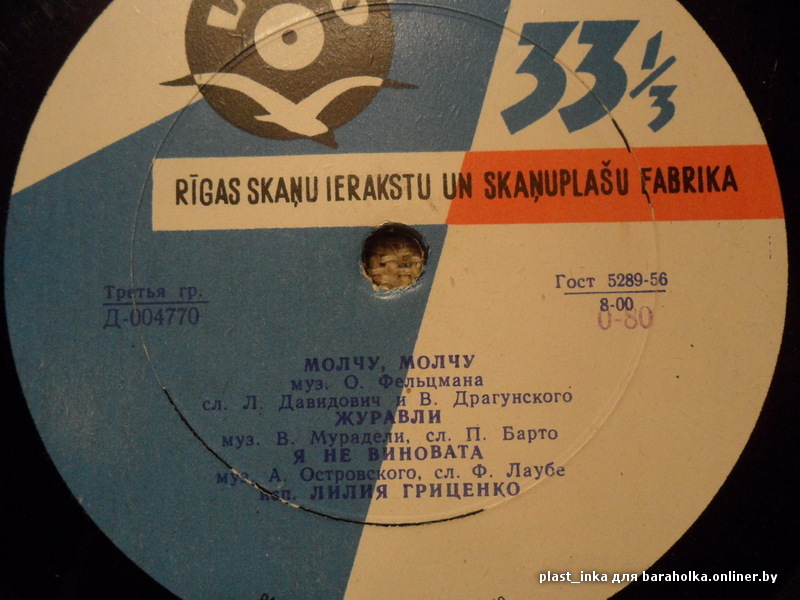 33 1/3
RĪGAS SKAŅU IERAKSTU UN SKAŅUPLAŠU FABRIKA
Третья гр.
Д-004770
Гост 5289-56
8-00
0-80
МОЛЧУ, МОЛЧУ
муз. О. Фельцмана
сл. Л. Давидович и В. Драгунского
ЖУРАВЛИ
муз. В. Мурадели, сл. П. Барто
Я НЕ ВИНОВАТА
муз. А. Островского, сл. Ф. Лаубе
исп. ЛИЛИЯ ГРИЦЕНКО
plast_inka для baraholka.onliner.by